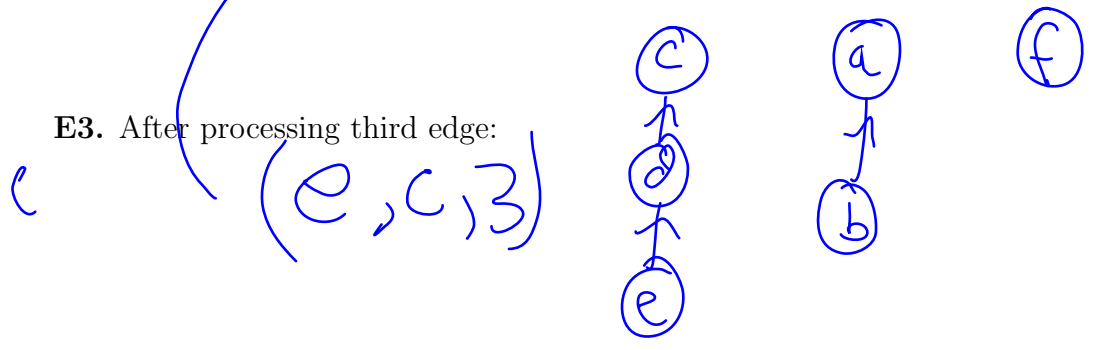 c a f
E3. After processing third edge:
(e, c, 3)
d
b
e